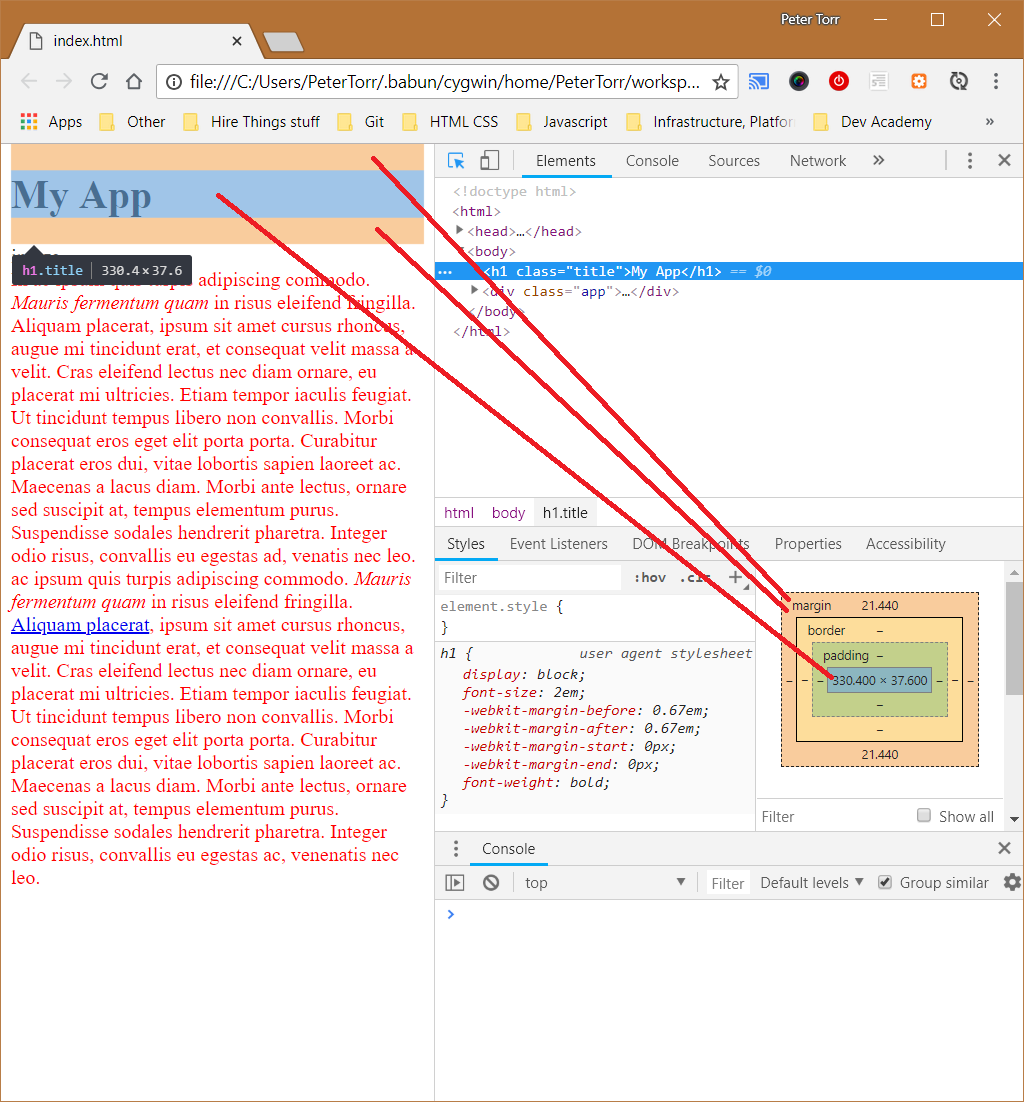 Peter Torr
index.html
file:///C:/Users/PeterTorr/.babun/cygwin/home/PeterTorr/worksp...
Apps Other Hire Things stuff Git HTML CSS Javascript Infrastructure, Platfor Dev Academy »
My App
h1.title 330.4 × 37.6
adipiscing commodo.
Mauris fermentum quam in risus eleifend fringilla.
Aliquam placerat, ipsum sit amet cursus rhoncus,
augue mi tincidunt erat, et consequat velit massa a
velit. Cras eleifend lectus nec diam ornare, eu
placerat mi ultricies. Etiam tempor iaculis feugiat.
Ut tincidunt tempus libero non convallis. Morbi
consequat eros eget elit porta porta. Curabitur
placerat eros dui, vitae lobortis sapien laoreet ac.
Maecenas a lacus diam. Morbi ante lectus, ornare
sed suscipit at, tempus elementum purus.
Suspendisse sodales hendrerit pharetra. Integer
odio risus, convallis eu egestas ad, venatis nec leo.
ac ipsum quis turpis adipiscing commodo. Mauris
fermentum quam in risus eleifend fringilla.
Aliquam placerat, ipsum sit amet cursus rhoncus,
augue mi tincidunt erat, et consequat velit massa a
velit. Cras eleifend lectus nec diam ornare, eu
placerat mi ultricies. Etiam tempor iaculis feugiat.
Ut tincidunt tempus libero non convallis. Morbi
consequat eros eget elit porta porta. Curabitur
placerat eros dui, vitae lobortis sapien laoreet ac.
Maecenas a lacus diam. Morbi ante lectus, ornare
sed suscipit at, tempus elementum purus.
Suspendisse sodales hendrerit pharetra. Integer
odio risus, convallis eu egestas ac, venenatis nec
leo.
Elements Console Sources Network »
<!doctype html>
<html>
<head>…</head>
<body>
<h1 class="title">My App</h1> == $0
<div class="app">…</div>
</body>
</html>
html body h1.title
Styles Event Listeners DOM Breakpoints Properties Accessibility
Filter :hov .cls +
element.style {
}
h1 { user agent stylesheet
display: block;
font-size: 2em;
-webkit-margin-before: 0.67em;
-webkit-margin-after: 0.67em;
-webkit-margin-start: 0px;
-webkit-margin-end: 0px;
font-weight: bold;
}
margin 21.440
border –
padding –
– – – 330.400 × 37.600 – – –
–
–
21.440
Filter Show all
Console
top Filter Default levels Group similar